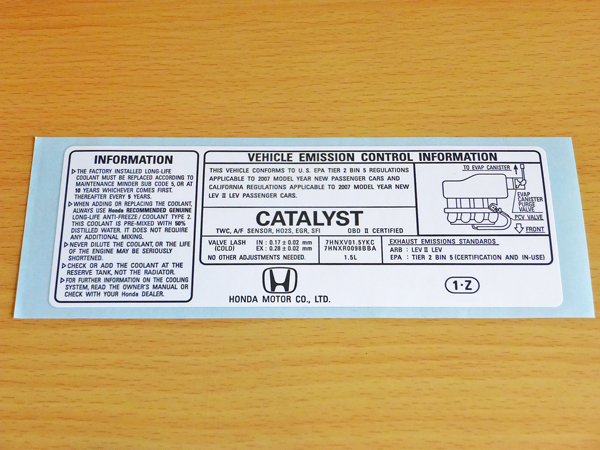 INFORMATION
▷THE FACTORY INSTALLED LONG-LIFE
COOLANT MUST BE REPLACED ACCORDING TO
MAINTENANCE MINDER SUB CODE 5, OR AT
10 YEARS WHICHEVER COMES FIRST.
THEREAFTER EVERY 5 YEARS.
▷WHEN ADDING OR REPLACING THE COOLANT,
ALWAYS USE Honda RECOMMENDED GENUINE
LONG-LIFE ANTI-FREEZE / COOLANT TYPE 2.
THIS COOLANT IS PRE-MIXED WITH 50%
DISTILLED WATER, IT DOES NOT REQUIRE
ANY ADDITIONAL MIXING.
▷NEVER DILUTE THE COOLANT, OR THE LIFE
OF THE ENGINE MAY BE SERIOUSLY
SHORTENED.
▷CHECK OR ADD THE COOLANT AT THE
RESERVE TANK, NOT THE RADIATOR.
▷FOR FURTHER INFORMATION ON THE COOLING
SYSTEM, READ THE OWNER'S MANUAL OR
CHECK WITH YOUR Honda DEALER.
VEHICLE EMISSION CONTROL INFORMATION
THIS VEHICLE CONFORMS TO U.S. EPA TIER 2 BIN 5 REGULATIONS
APPLICABLE TO 2007 MODEL YEAR NEW PASSENGER CARS AND
CALIFORNIA REGULATIONS APPLICABLE TO 2007 MODEL YEAR NEW
LEV II LEV PASSENGER CARS.
CATALYST
TWC, A/F SENSOR, HO2S, EGR, SFI OBD II CERTIFIED
VALVE LASH IN : 0.17 ± 0.02 mm
(COLD) EX : 0.28 ± 0.02 mm
NO OTHER ADJUSTMENTS NEEDED.
7HNXV01.5YKC
7HNXR0098BBA
1.5L
EXHAUST EMISSIONS STANDARDS
ARB : LEV II LEV
EPA : TIER 2 BIN 5 (CERTIFICATION AND IN-USE)
TO EVAP CANISTER
EVAP
CANISTER
PURGE
VALVE
PCV VALVE
FRONT
HONDA MOTOR CO., LTD.
1·Z